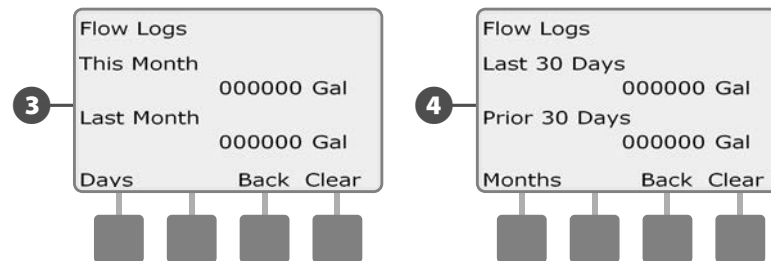 3
Flow Logs
This Month
000000 Gal
Last Month
000000 Gal
Days Back Clear
4
Flow Logs
Last 30 Days
000000 Gal
Prior 30 Days
000000 Gal
Months Back Clear